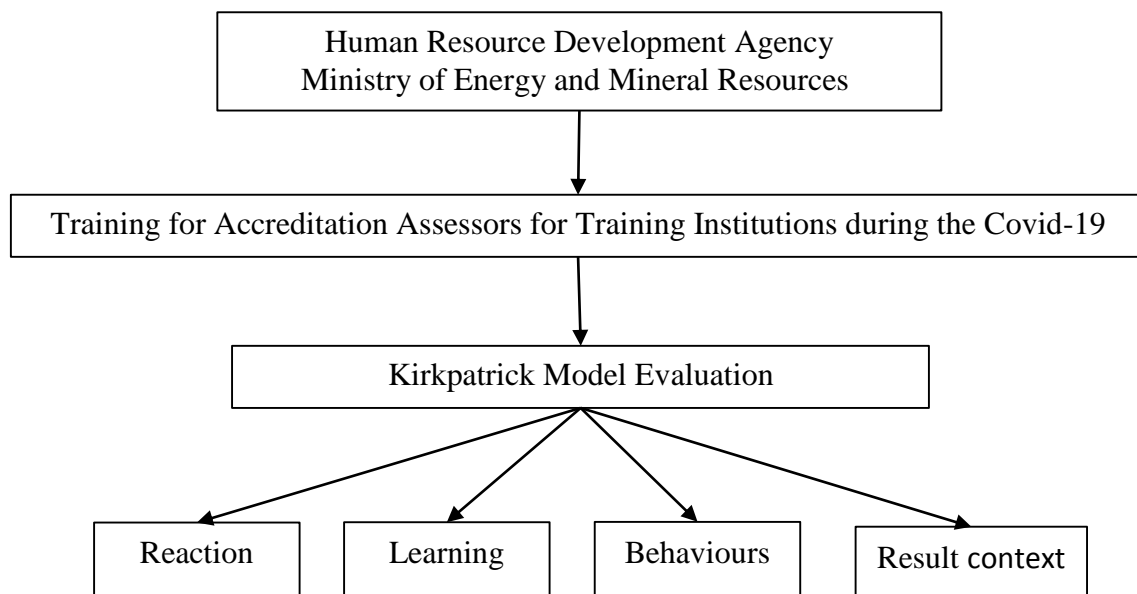 Human Resource Development Agency
Ministry of Energy and Mineral Resources
Training for Accreditation Assessors for Training Institutions during the Covid-19
Kirkpatrick Model Evaluation
Reaction
Learning
Behaviours
Result context